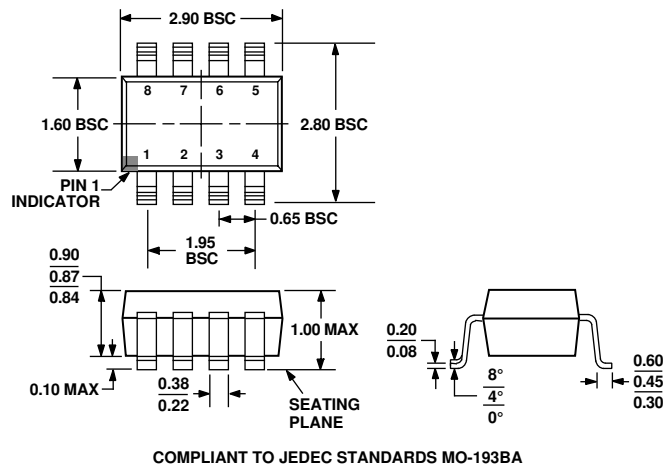 2.90 BSC
8 7 6 5
1.60 BSC
2.80 BSC
1 2 3 4
PIN 1
INDICATOR
0.65 BSC
1.95
BSC
0.90
0.87
0.84
1.00 MAX
0.10 MAX
0.38
0.22
SEATING
PLANE
0.20
0.08
8°
4°
0°
0.60
0.45
0.30
COMPLIANT TO JEDEC STANDARDS MO-193BA